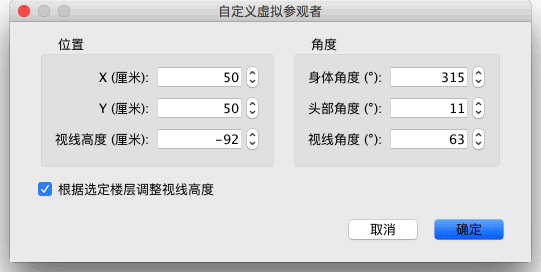 自定义虚拟参观者
位置
X (厘米): 50
Y (厘米): 50
视线高度 (厘米): -92
角度
身体角度 (°): 315
头部角度 (°): 11
视线角度 (°): 63
根据选定楼层调整视线高度
取消
确定